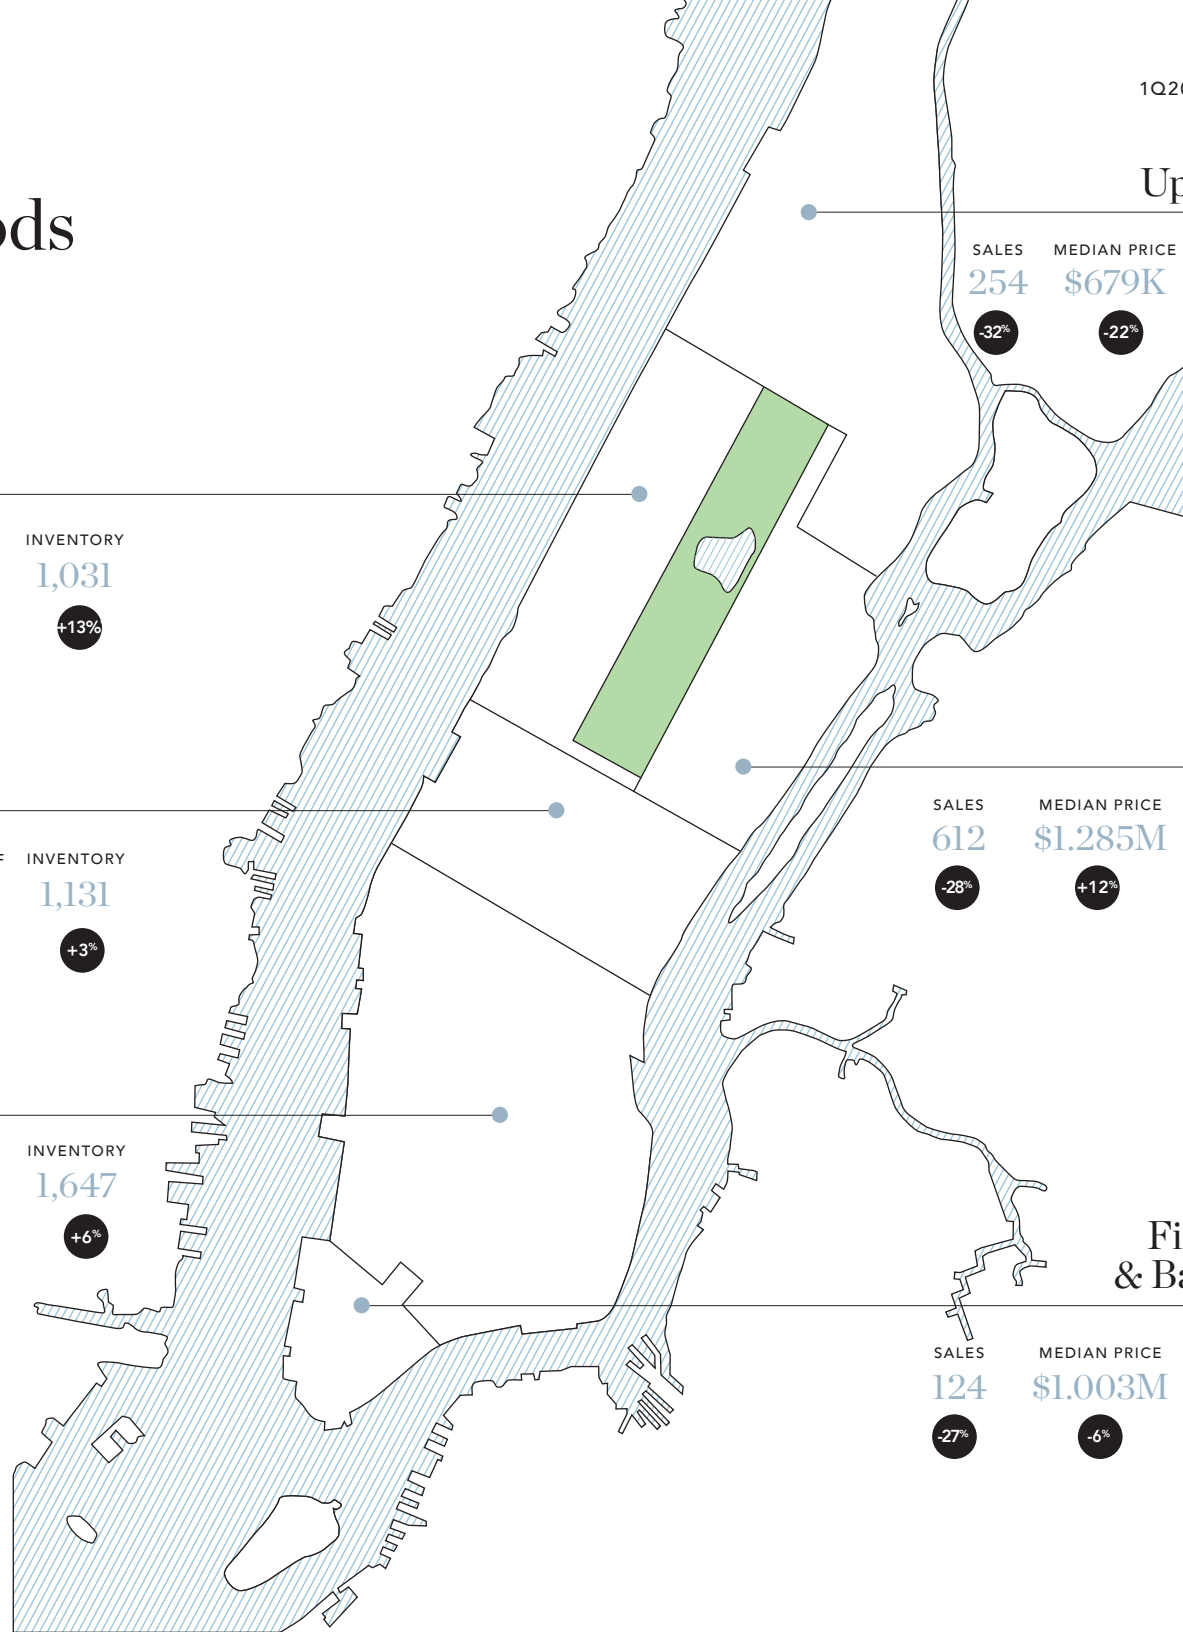 1Q20
ods
Up
SALES MEDIAN PRICE
254 $679K
-32% -22%
INVENTORY
1,031
+13%
SALES MEDIAN PRICE
612 $1.285M
-28% +12%
INVENTORY
1,131
+3%
INVENTORY
1,647
+6%
Fi
& Ba
SALES MEDIAN PRICE
124 $1.003M
-27% -6%